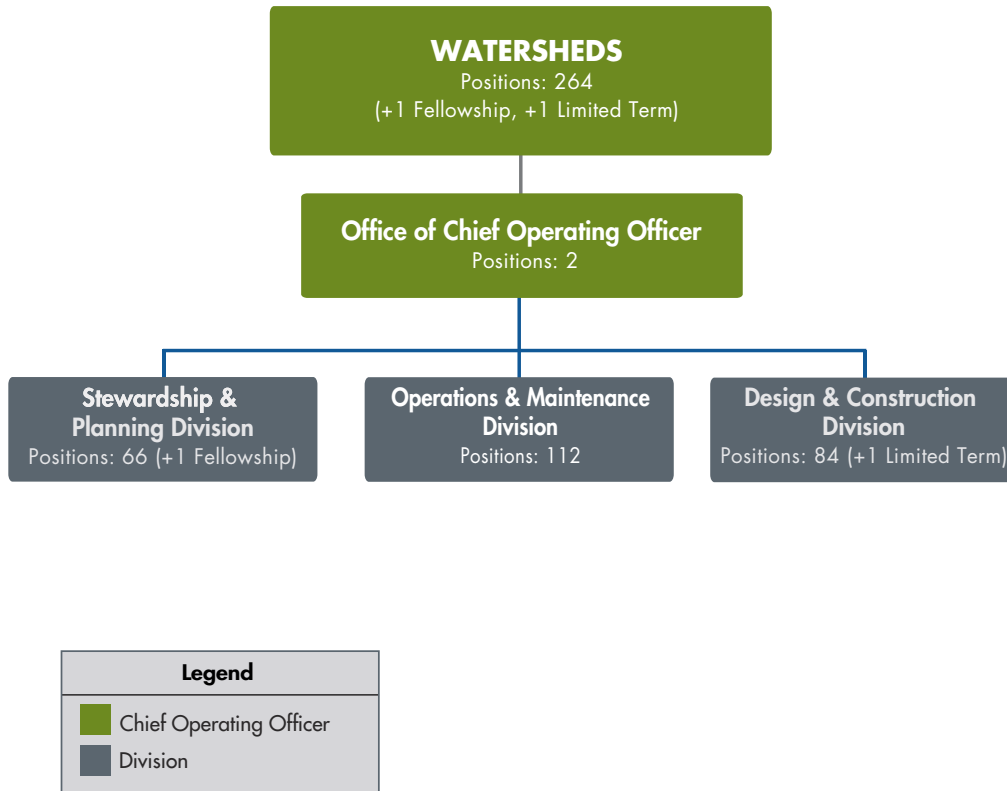 WATERSHEDS
Positions: 264
(+1 Fellowship, +1 Limited Term)
Office of Chief Operating Officer
Positions: 2
Stewardship &
Planning Division
Positions: 66 (+1 Fellowship)
Operations & Maintenance
Division
Positions: 112
Design & Construction
Division
Positions: 84 (+1 Limited Term)
Legend
Chief Operating Officer
Division